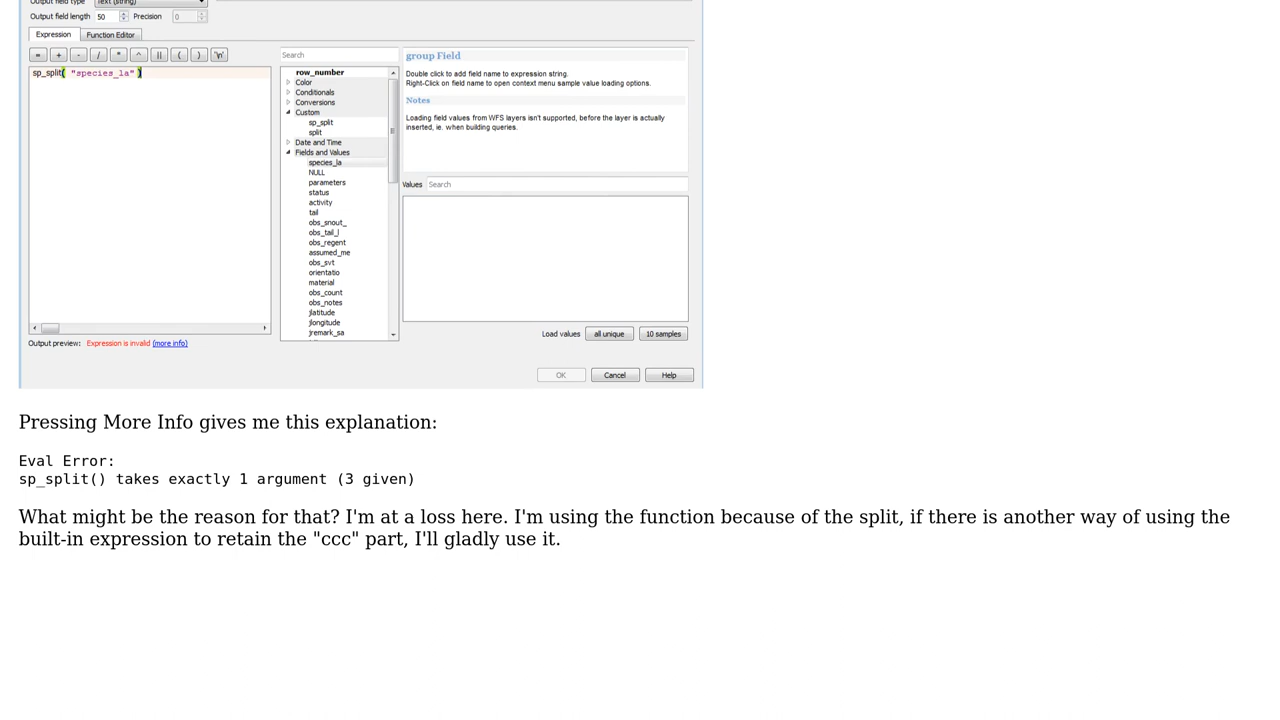 Output field type Text (string)
Output field length 50 Precision 0
Expression Function Editor
= + - / * ^ || ( ) '\n'
sp_split( "species_la" )
Search
row_number
Color
Conditionals
Conversions
Custom
sp_split
split
Date and Time
Fields and Values
species_la
NULL
parameters
status
activity
tail
obs_snout_
obs_tail_l
obs_regent
assumed_me
obs_svt
orientatio
material
obs_count
obs_notes
jlatitude
jlongitude
jremark_sa
group Field
Double click to add field name to expression string.
Right-Click on field name to open context menu sample value loading options.
Notes
Loading field values from WFS layers isn't supported, before the layer is actually
inserted, ie. when building queries.
Values Search
Load values all unique 10 samples
Output preview: Expression is invalid (more info)
OK Cancel Help
Pressing More Info gives me this explanation:
Eval Error:
sp_split() takes exactly 1 argument (3 given)
What might be the reason for that? I'm at a loss here. I'm using the function because of the split, if there is another way of using the
built-in expression to retain the "ccc" part, I'll gladly use it.